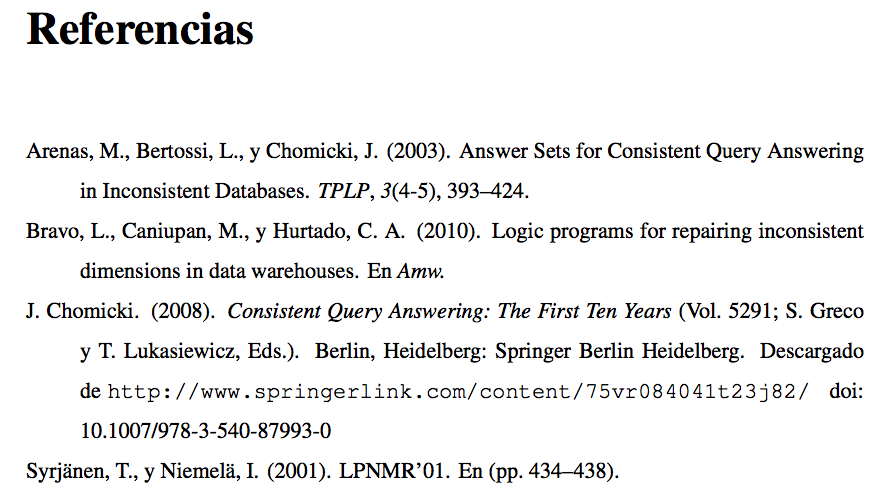 Referencias
Arenas, M., Bertossi, L., y Chomicki, J. (2003). Answer Sets for Consistent Query Answering
in Inconsistent Databases. TPLP, 3(4-5), 393–424.
Bravo, L., Caniupan, M., y Hurtado, C. A. (2010). Logic programs for repairing inconsistent
dimensions in data warehouses. En Amw.
J. Chomicki. (2008). Consistent Query Answering: The First Ten Years (Vol. 5291; S. Greco
y T. Lukasiewicz, Eds.). Berlin, Heidelberg: Springer Berlin Heidelberg. Descargado
de http://www.springerlink.com/content/75vr084041t23j82/ doi:
10.1007/978-3-540-87993-0
Syrjänen, T., y Niemelä, I. (2001). LPNMR’01. En (pp. 434–438).